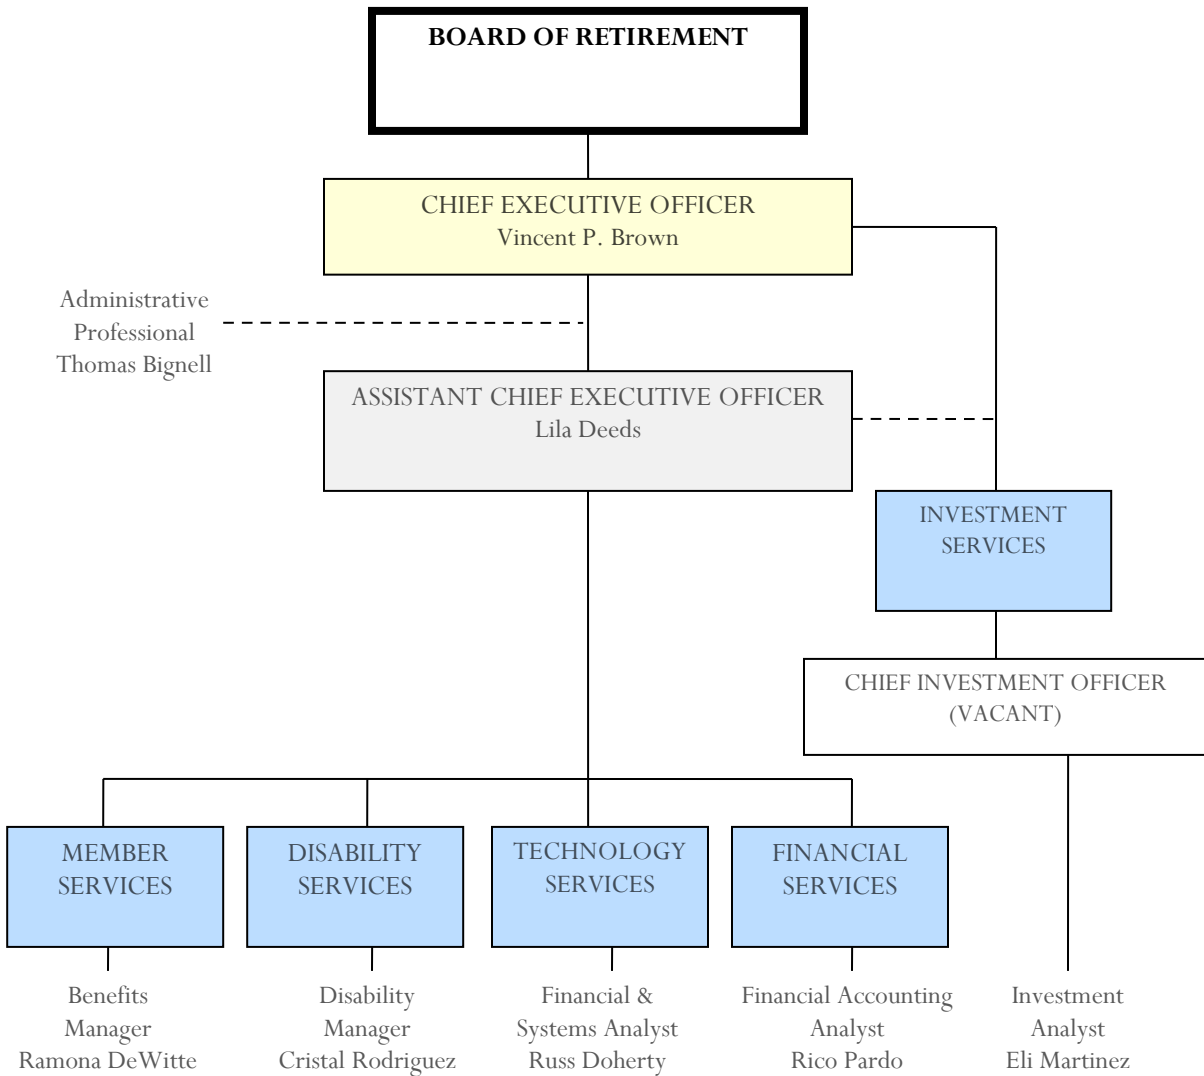 BOARD OF RETIREMENT
CHIEF EXECUTIVE OFFICER
Vincent P. Brown
Administrative
Professional
Thomas Bignell
ASSISTANT CHIEF EXECUTIVE OFFICER
Lila Deeds
INVESTMENT
SERVICES
CHIEF INVESTMENT OFFICER
(VACANT)
MEMBER
SERVICES
DISABILITY
SERVICES
TECHNOLOGY
SERVICES
FINANCIAL
SERVICES
Benefits
Manager
Ramona DeWitte
Disability
Manager
Cristal Rodriguez
Financial &
Systems Analyst
Russ Doherty
Financial Accounting
Analyst
Rico Pardo
Investment
Analyst
Eli Martinez